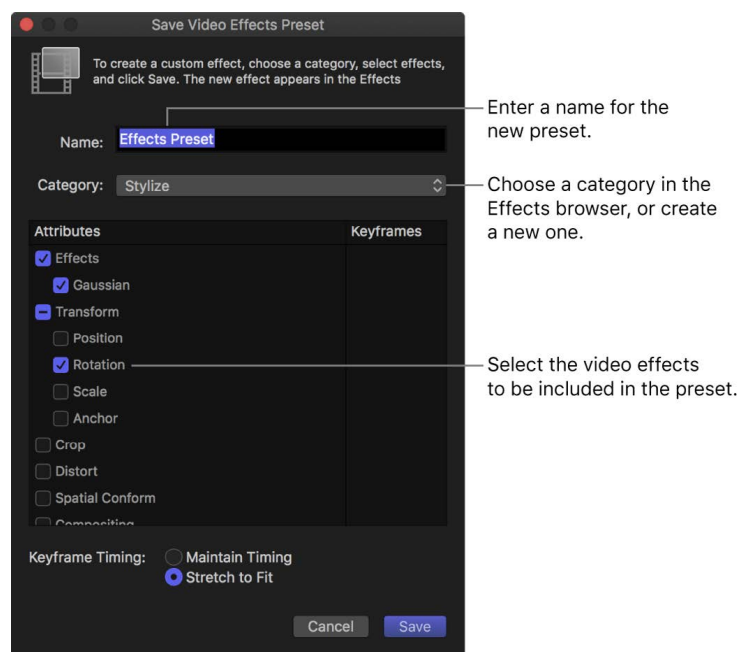 Save Video Effects Preset
To create a custom effect, choose a category, select effects,
and click Save. The new effect appears in the Effects
Enter a name for the
new preset.
Name: Effects Preset
Category: Stylize
Choose a category in the
Effects browser, or create
a new one.
Attributes Keyframes
Effects
Gaussian
Transform
Position
Rotation
Select the video effects
to be included in the preset.
Scale
Anchor
Crop
Distort
Spatial Conform
Compositing
Keyframe Timing: Maintain Timing
Stretch to Fit
Cancel Save